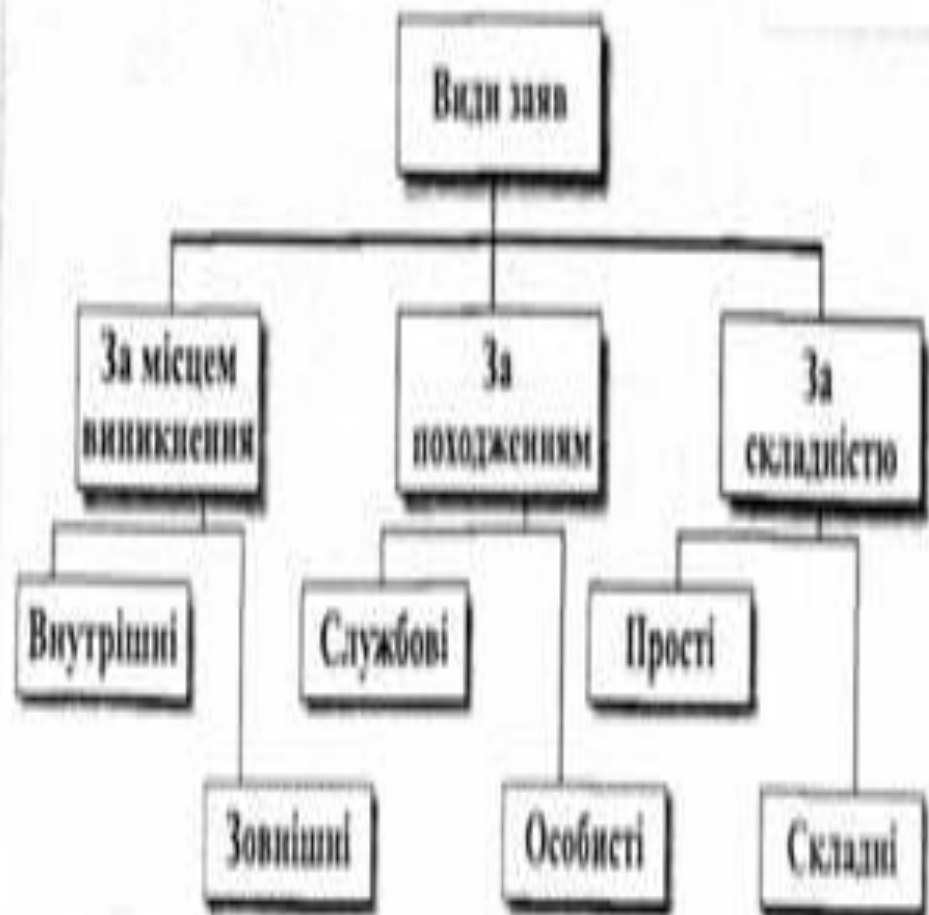 Види заяв
За місцем
виникнення
За
походженням
За
складністю
Внутрішні
Службові
Прості
Зовнішні
Особисті
Складні